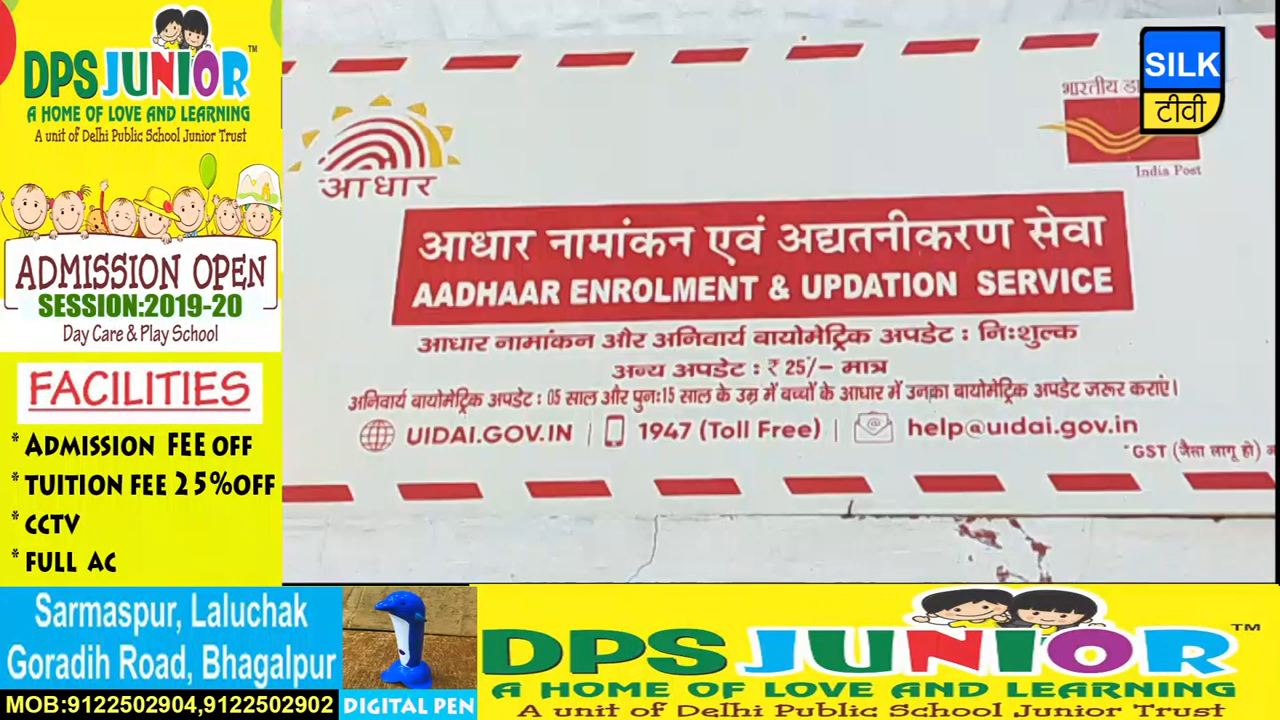 DPSJUNIOR™
A HOME OF LOVE AND LEARNING
A unit of Delhi Public School Junior Trust
ADMISSION OPEN
SESSION:2019-20
Day Care & Play School
FACILITIES
* ADMISSION FEE OFF
* TUITION FEE 25%OFF
* CCTV
* FULL AC
SILK
टीवी
आधार
भारतीय
India Post
आधार नामांकन एवं अद्यतनीकरण सेवा
AADHAAR ENROLMENT & UPDATION SERVICE
आधार नामांकन और अनिवार्य बायोमेट्रिक अपडेट : निःशुल्क
अन्य अपडेट : ₹ 25/- मात्र
अनिवार्य बायोमेट्रिक अपडेट : 05 साल और पुनः15 साल के उम्र में बच्चों के आधार में उनका बायोमेट्रिक अपडेट जरूर कराएं।
UIDAI.GOV.IN | 1947 (Toll Free) | help@uidai.gov.in
*GST (जैसा लागू हो)
Sarmaspur, Laluchak
Goradih Road, Bhagalpur
MOB:9122502904,9122502902
DIGITAL PEN
DPSJUNIOR™
A HOME OF LOVE AND LEARNING
A unit of Delhi Public School Junior Trust